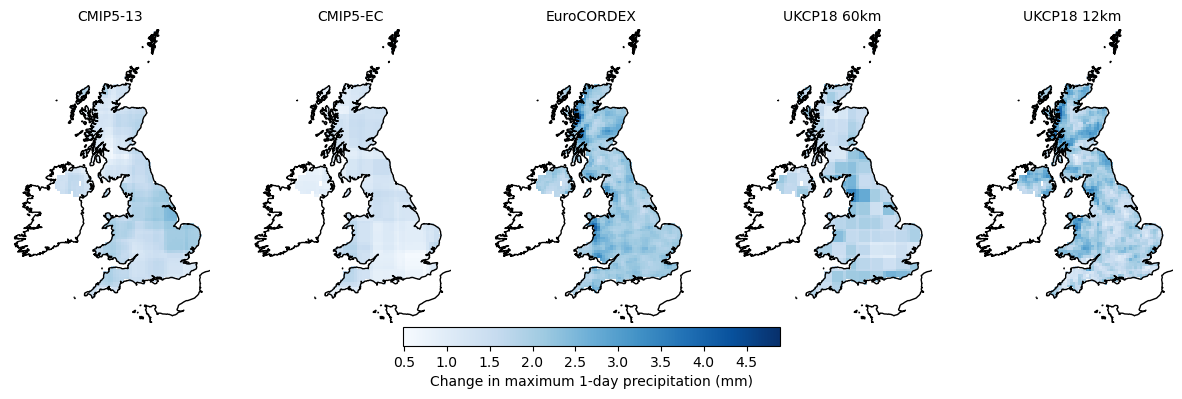 CMIP5-13 CMIP5-EC EuroCORDEX UKCP18 60km UKCP18 12km
0.5 1.0 1.5 2.0 2.5 3.0 3.5 4.0 4.5
Change in maximum 1-day precipitation (mm)